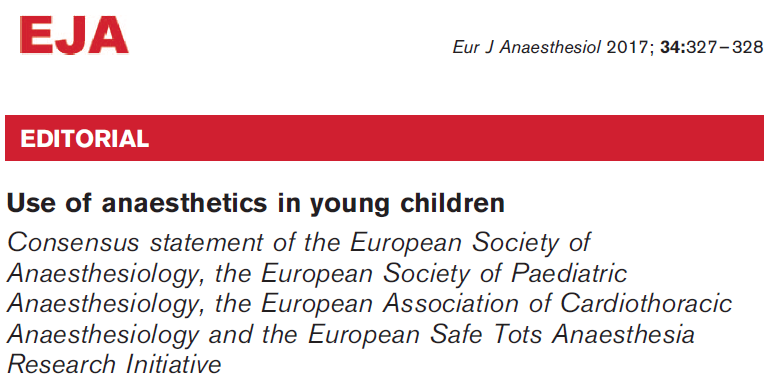 EJA
Eur J Anaesthesiol 2017; 34:327–328
EDITORIAL
Use of anaesthetics in young children
Consensus statement of the European Society of
Anaesthesiology, the European Society of Paediatric
Anaesthesiology, the European Association of Cardiothoracic
Anaesthesiology and the European Safe Tots Anaesthesia
Research Initiative